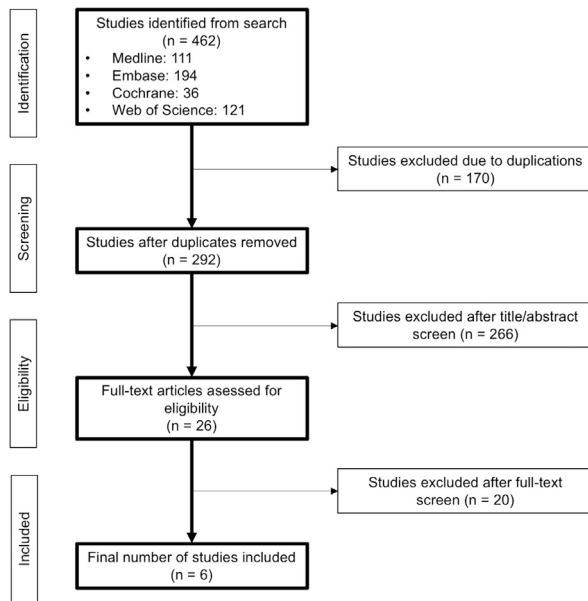 Identification
Studies identified from search
(n = 462)
• Medline: 111
• Embase: 194
• Cochrane: 36
• Web of Science: 121
Studies excluded due to duplications
(n = 170)
Screening
Studies after duplicates removed
(n = 292)
Studies excluded after title/abstract
screen (n = 266)
Eligibility
Full-text articles asessed for
eligibility
(n = 26)
Studies excluded after full-text
screen (n = 20)
Included
Final number of studies included
(n = 6)